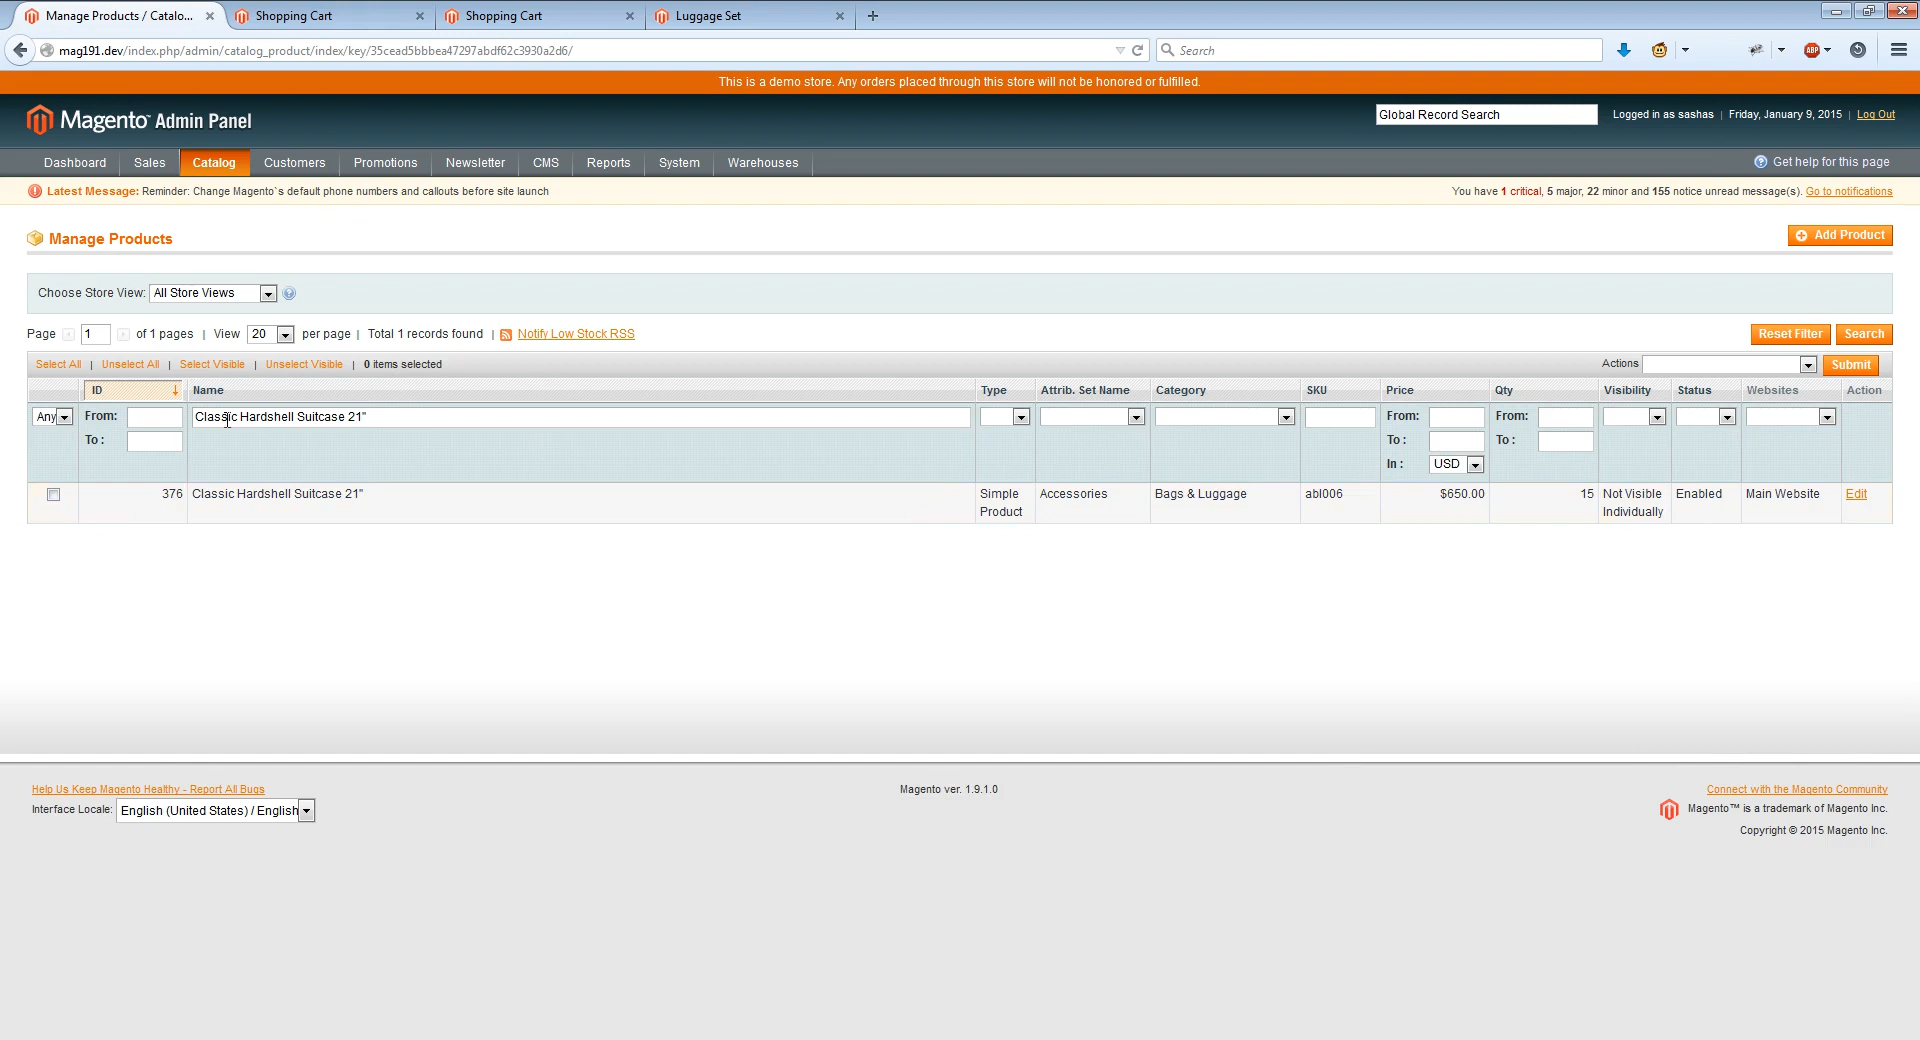 Manage Products / Catalo...
Shopping Cart
Shopping Cart
Luggage Set
mag191.dev/index.php/admin/catalog_product/index/key/35cead5bbbea47297abdf62c3930a2d6/
Search
ABP
This is a demo store. Any orders placed through this store will not be honored or fulfilled.
Magento™ Admin Panel
Global Record Search
Logged in as sashas | Friday, January 9, 2015 | Log Out
Dashboard Sales Catalog Customers Promotions Newsletter CMS Reports System Warehouses
Get help for this page
Latest Message: Reminder: Change Magento`s default phone numbers and callouts before site launch
You have 1 critical, 5 major, 22 minor and 155 notice unread message(s). Go to notifications
Manage Products
Add Product
Choose Store View: All Store Views
Page 1 of 1 pages | View 20 per page | Total 1 records found | Notify Low Stock RSS
Reset Filter Search
Select All | Unselect All | Select Visible | Unselect Visible | 0 items selected
Actions Submit
ID Name Type Attrib. Set Name Category SKU Price Qty Visibility Status Websites Action
Any From: Classic Hardshell Suitcase 21" From: From:
To : To : To :
In : USD
376 Classic Hardshell Suitcase 21" Simple Product Accessories Bags & Luggage abl006 $650.00 15 Not Visible Individually Enabled Main Website Edit
Help Us Keep Magento Healthy - Report All Bugs
Interface Locale: English (United States) / English
Magento ver. 1.9.1.0
Connect with the Magento Community
Magento™ is a trademark of Magento Inc.
Copyright © 2015 Magento Inc.